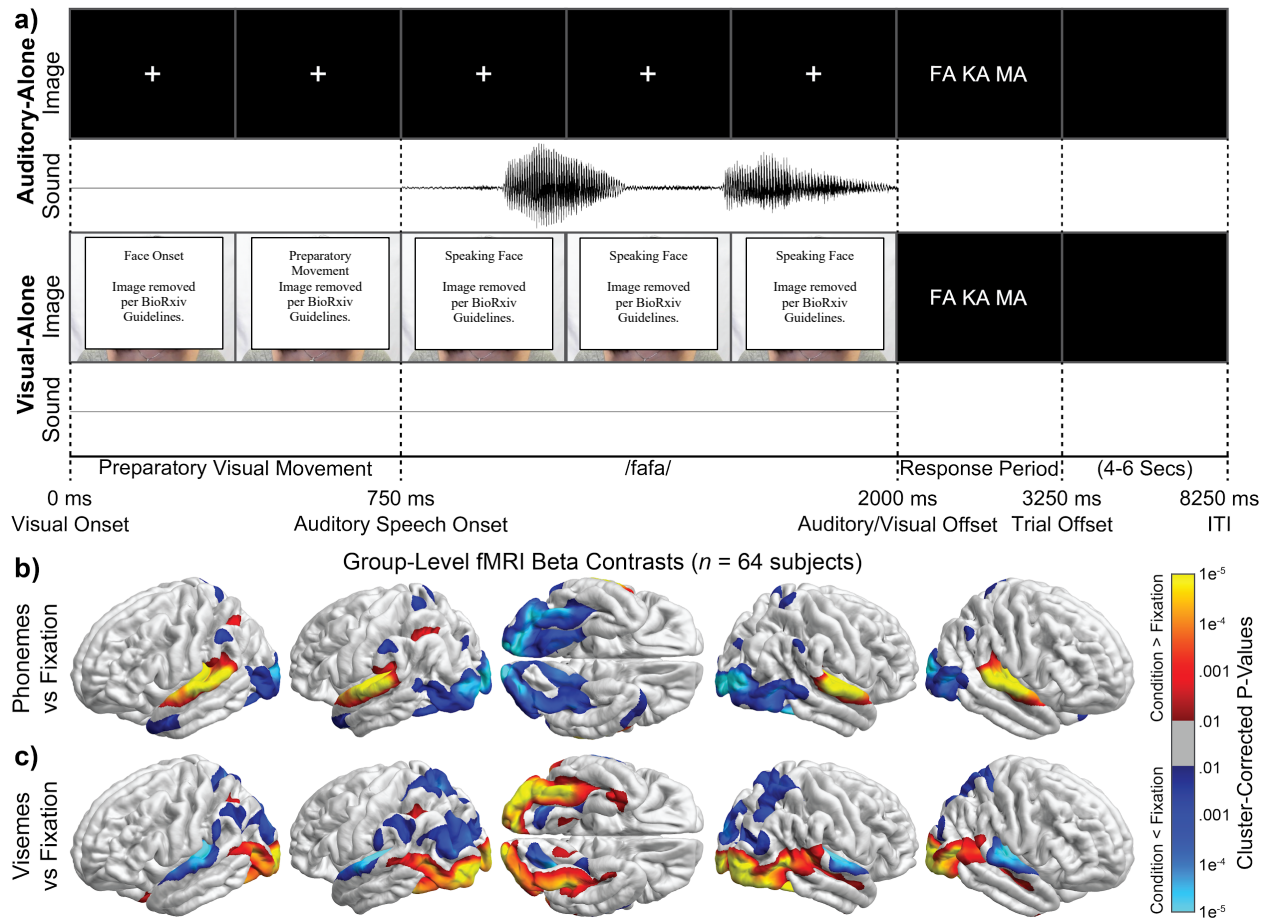 a)
Auditory-Alone
Image
+ + + + +
FA KA MA
Sound
Visual-Alone
Image
Face Onset
Image removed
per BioRxiv
Guidelines.
Preparatory
Movement
Image removed
per BioRxiv
Guidelines.
Speaking Face
Image removed
per BioRxiv
Guidelines.
Speaking Face
Image removed
per BioRxiv
Guidelines.
Speaking Face
Image removed
per BioRxiv
Guidelines.
FA KA MA
Sound
Preparatory Visual Movement
/fafa/
Response Period
(4-6 Secs)
0 ms
750 ms
2000 ms
3250 ms
8250 ms
Visual Onset
Auditory Speech Onset
Auditory/Visual Offset
Trial Offset
ITI
b)
Group-Level fMRI Beta Contrasts (n = 64 subjects)
Phonemes
vs Fixation
c)
Visemes
vs Fixation
Condition > Fixation
Condition < Fixation
1e-5
1e-4
.001
.01
.01
.001
1e-4
1e-5
Cluster-Corrected P-Values